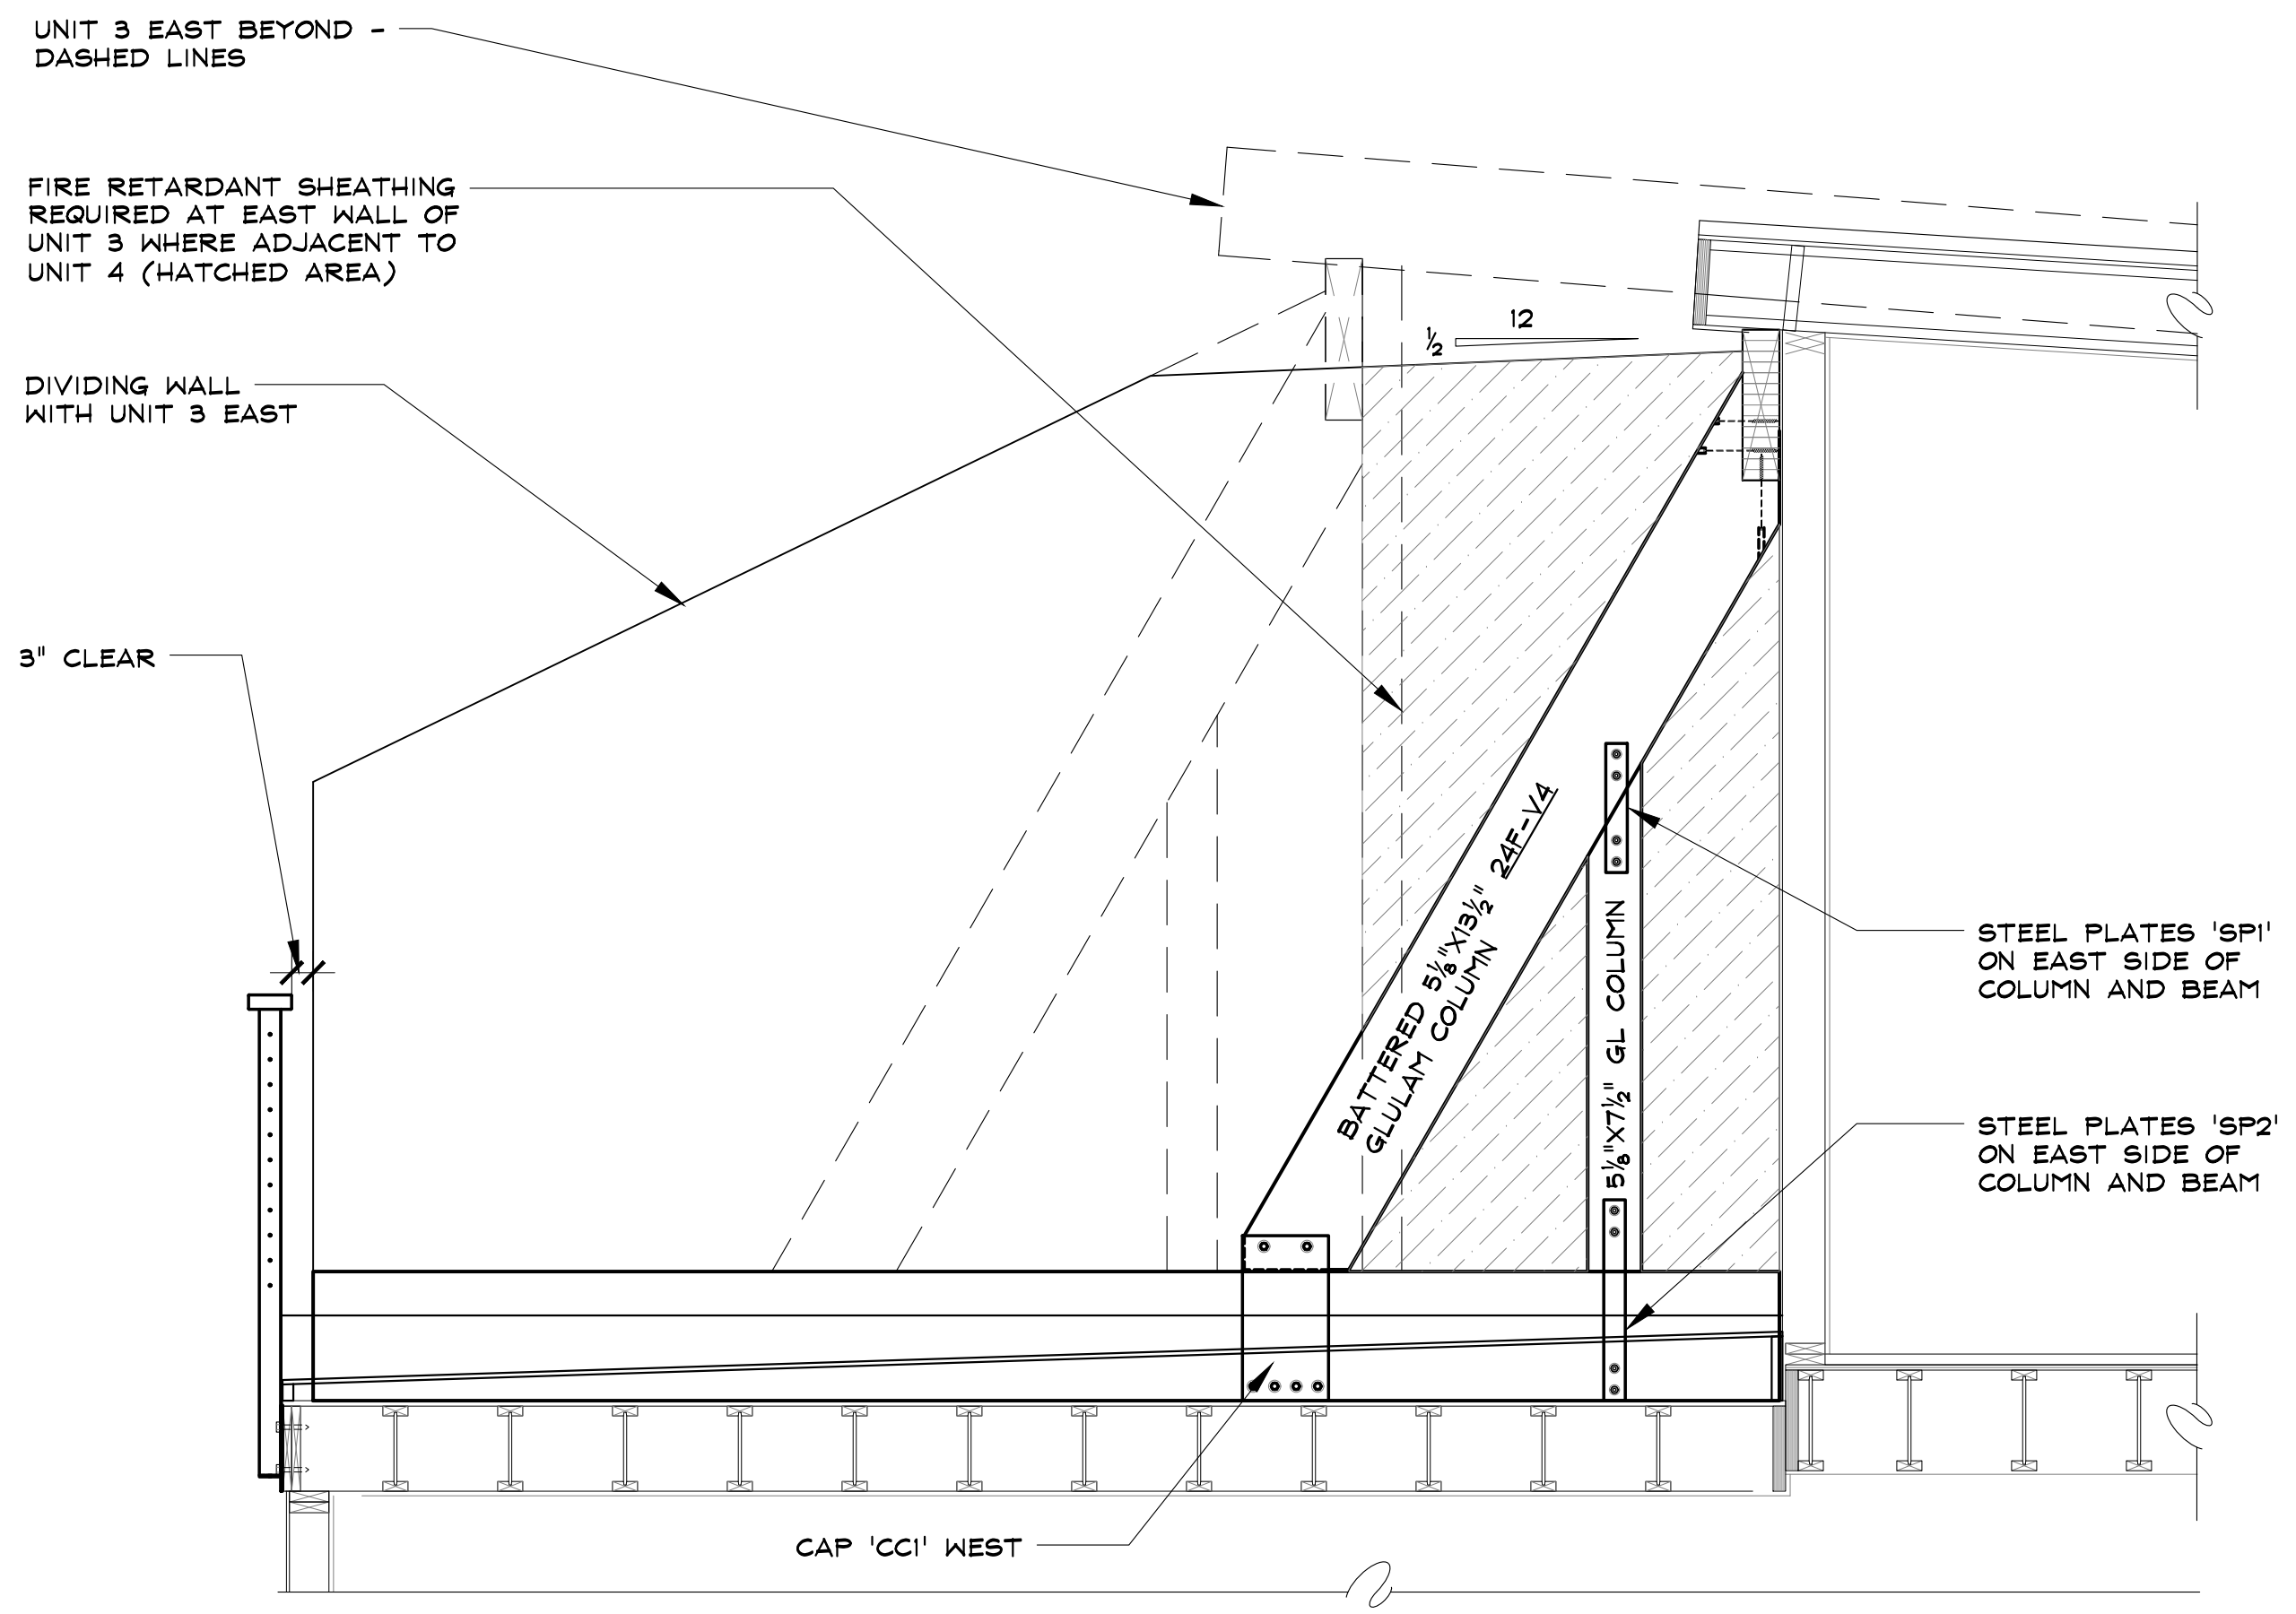 UNIT 3 EAST BEYOND -
DASHED LINES
FIRE RETARDANT SHEATHING
REQUIRED AT EAST WALL OF
UNIT 3 WHERE ADJACENT TO
UNIT 4 (HATCHED AREA)
12
½
DIVIDING WALL
WITH UNIT 3 EAST
3" CLEAR
BATTERED 5⅛"X13½" 24F-V4
GLULAM COLUMN
5⅛"X7½" GL COLUMN
STEEL PLATES 'SP1'
ON EAST SIDE OF
COLUMN AND BEAM
STEEL PLATES 'SP2'
ON EAST SIDE OF
COLUMN AND BEAM
CAP 'CC1' WEST